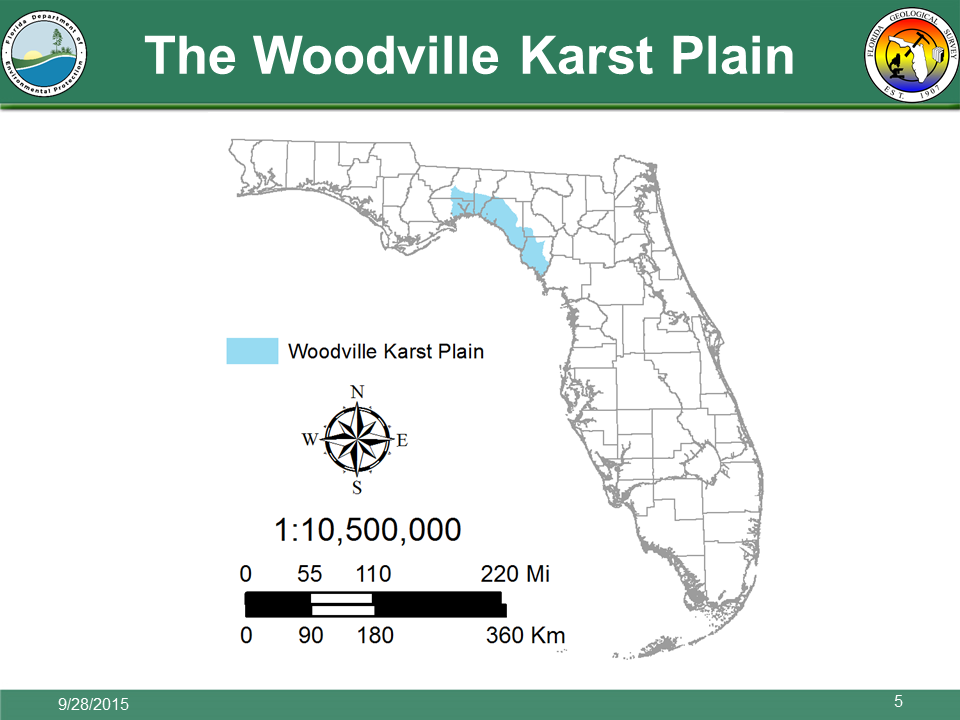 Florida Department of
Environmental Protection
The Woodville Karst Plain
FLORIDA GEOLOGICAL SURVEY
EST. 1907
Woodville Karst Plain
N
W E
S
1:10,500,000
0 55 110 220 Mi
0 90 180 360 Km
9/28/2015
5